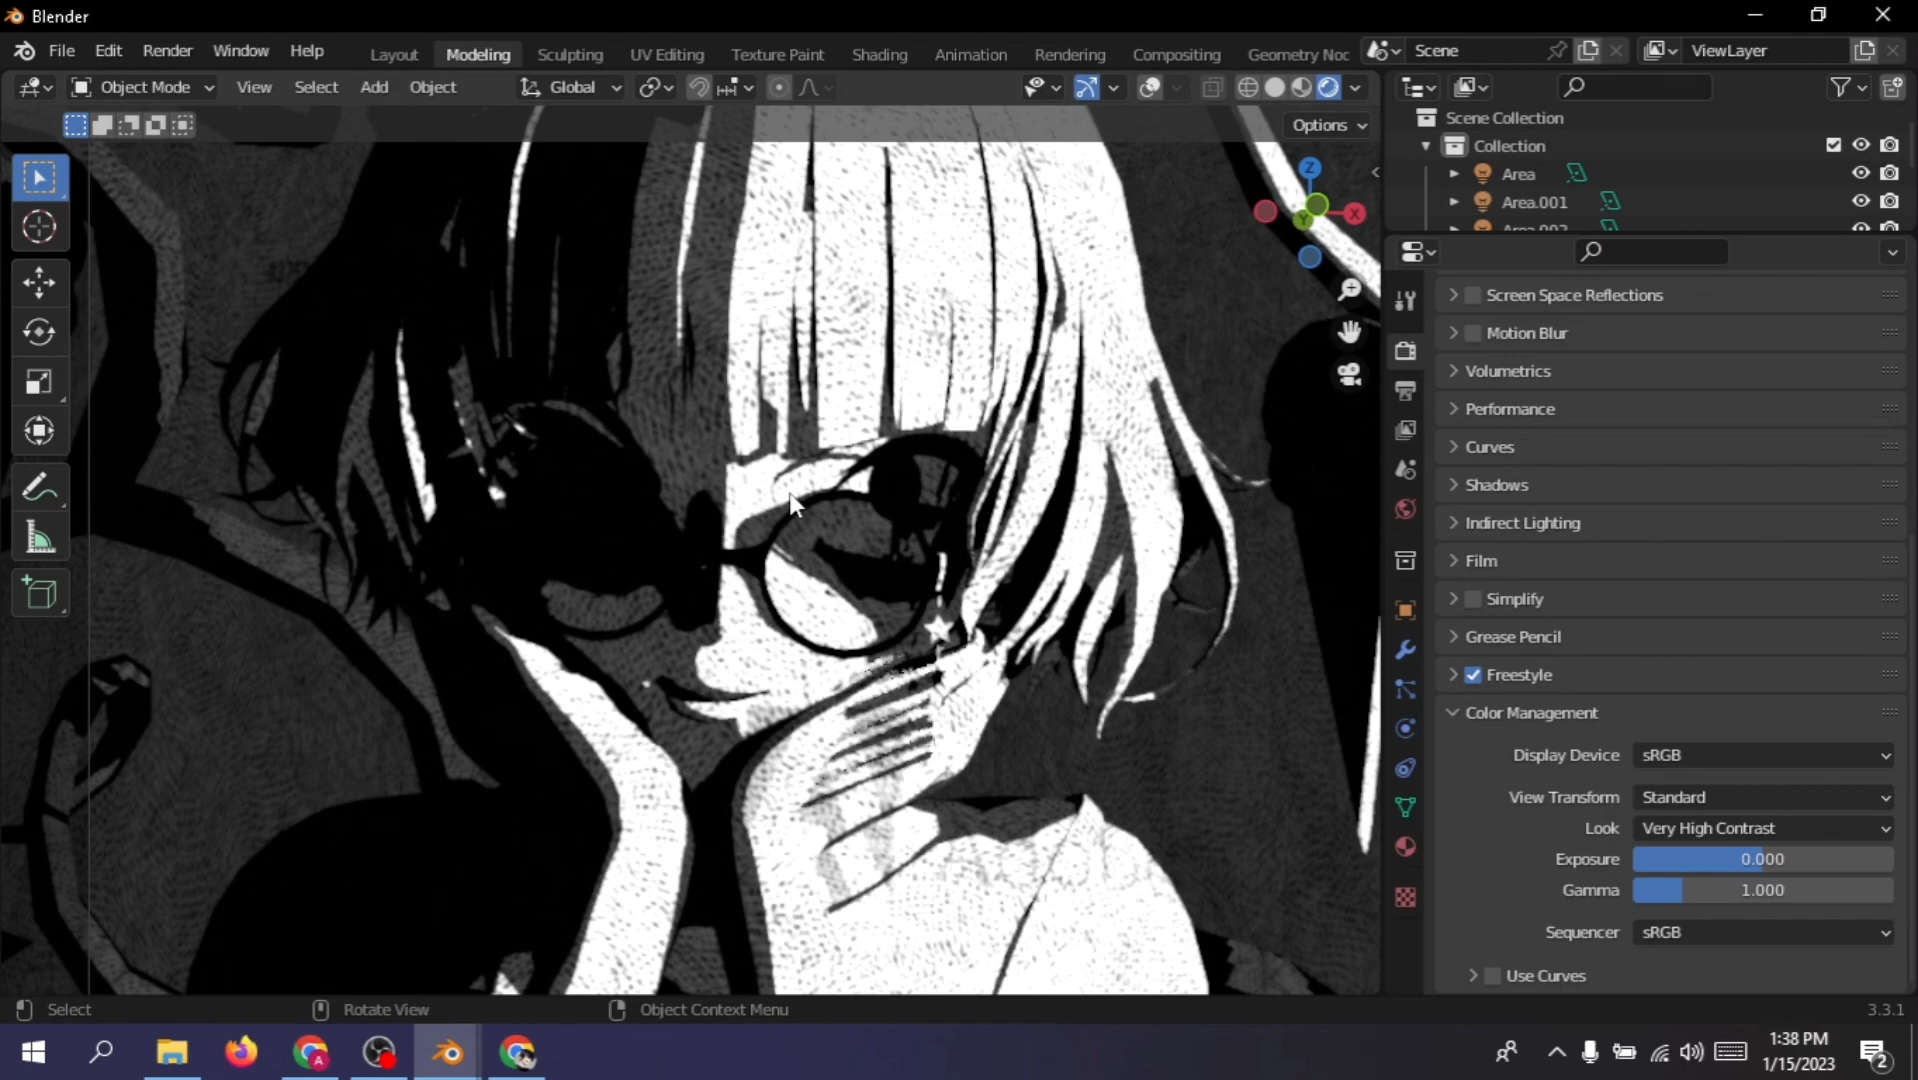 Blender
File Edit Render Window Help Layout Modeling Sculpting UV Editing Texture Paint Shading Animation Rendering Compositing Geometry Noc Scene ViewLayer
Object Mode View Select Add Object Global
Options
Scene Collection
Collection
Area
Area.001
Area.002
Z
X
Y
Screen Space Reflections
Motion Blur
Volumetrics
Performance
Curves
Shadows
Indirect Lighting
Film
Simplify
Grease Pencil
Freestyle
Color Management
Display Device sRGB
View Transform Standard
Look Very High Contrast
Exposure 0.000
Gamma 1.000
Sequencer sRGB
Use Curves
Select Rotate View Object Context Menu 3.3.1
A
1:38 PM
1/15/2023
2